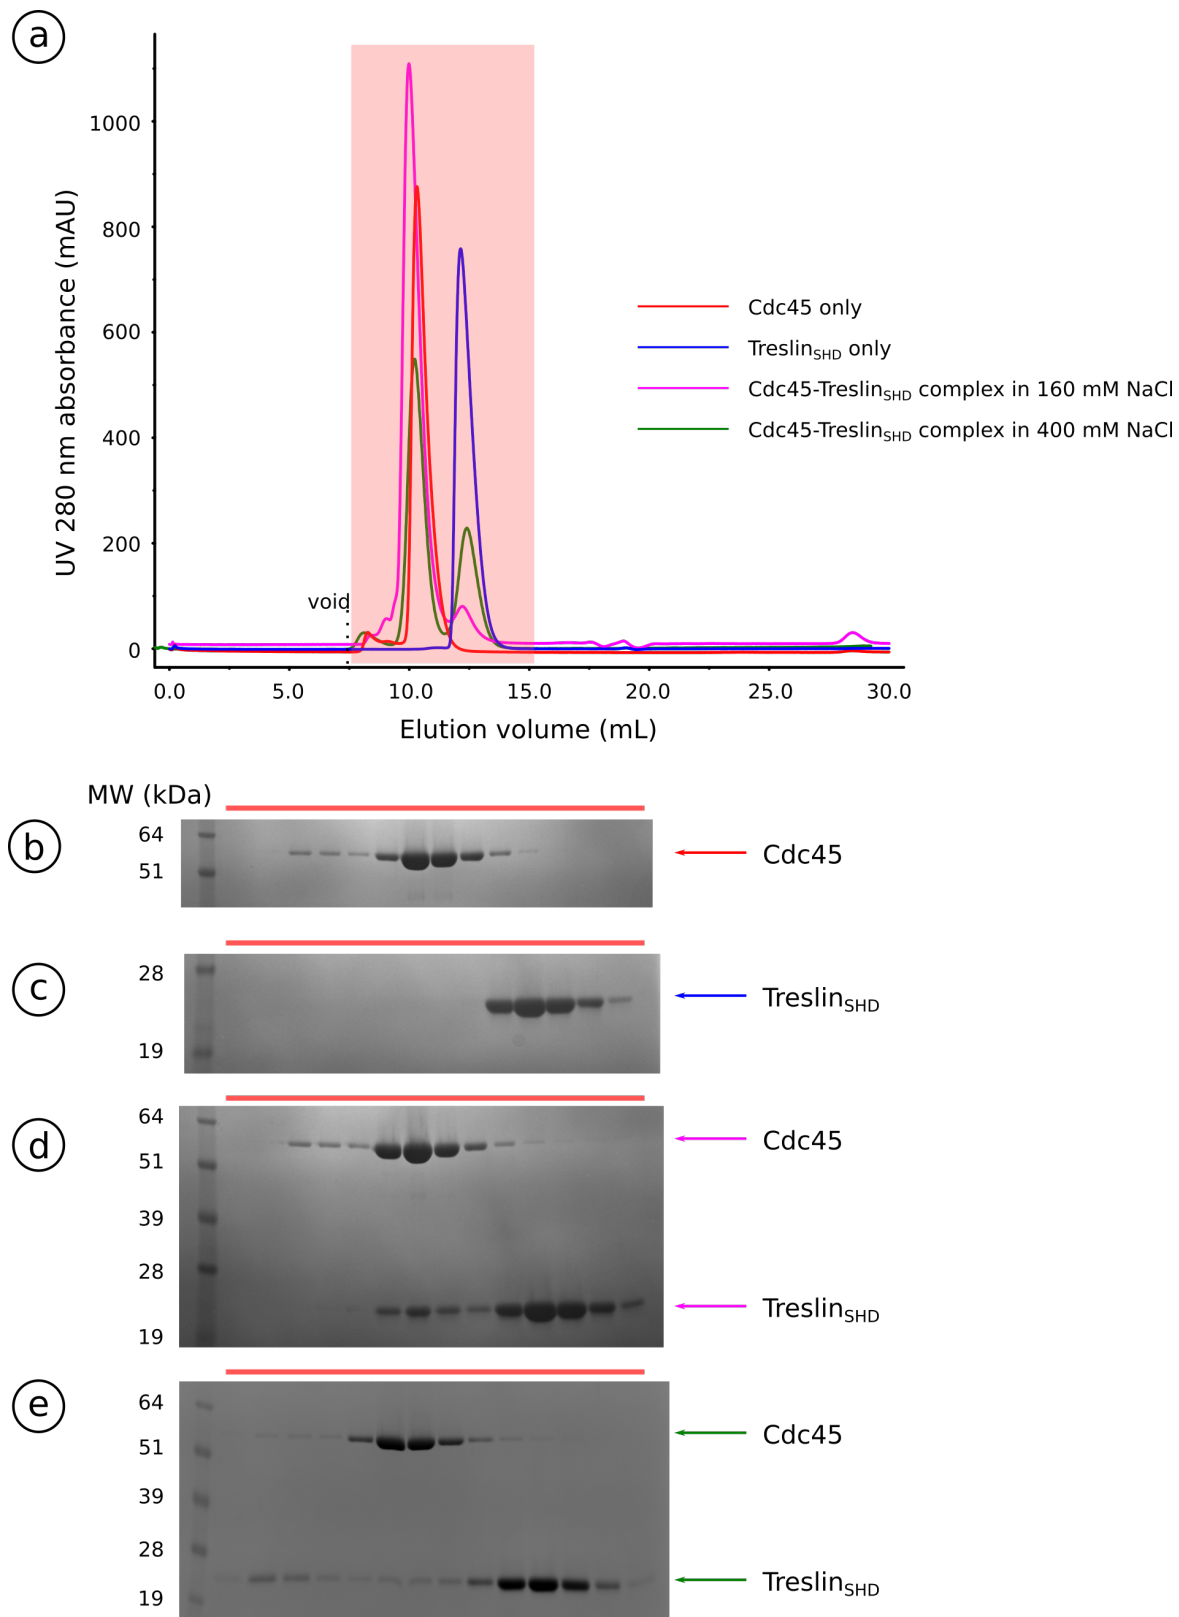 a
1000
800
600
400
200
0
UV 280 nm absorbance (mAU)
void
0.0 5.0 10.0 15.0 20.0 25.0 30.0
Elution volume (mL)
Cdc45 only
TreslinSHD only
Cdc45-TreslinSHD complex in 160 mM NaCl
Cdc45-TreslinSHD complex in 400 mM NaCl
MW (kDa)
b
64
51
Cdc45
c
28
19
TreslinSHD
d
64
51
39
28
19
Cdc45
TreslinSHD
e
64
51
39
28
19
Cdc45
TreslinSHD